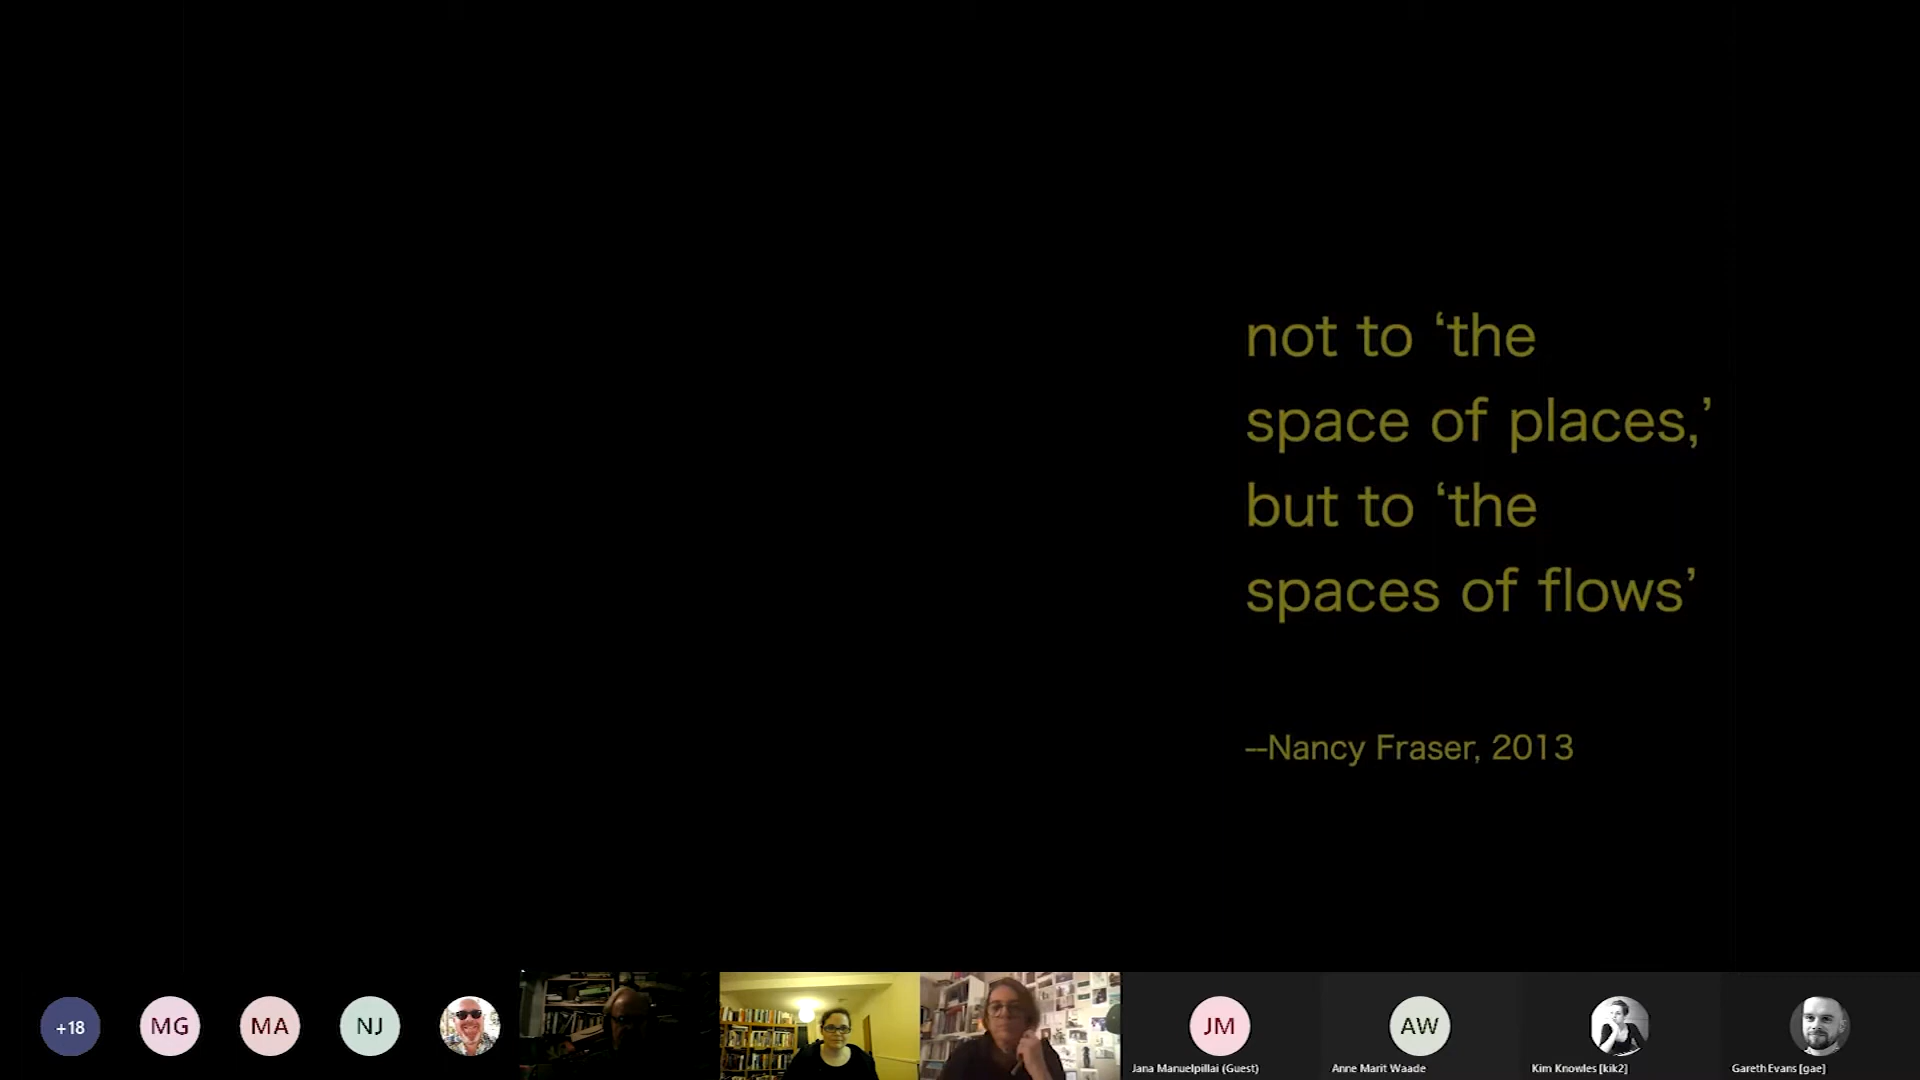 not to ‘the
space of places,’
but to ‘the
spaces of flows’
--Nancy Fraser, 2013
+18
MG
MA
NJ
JM
AW
Jana Manuelpillai (Guest)
Anne Marit Waade
Kim Knowles [kik2]
Gareth Evans [gae]